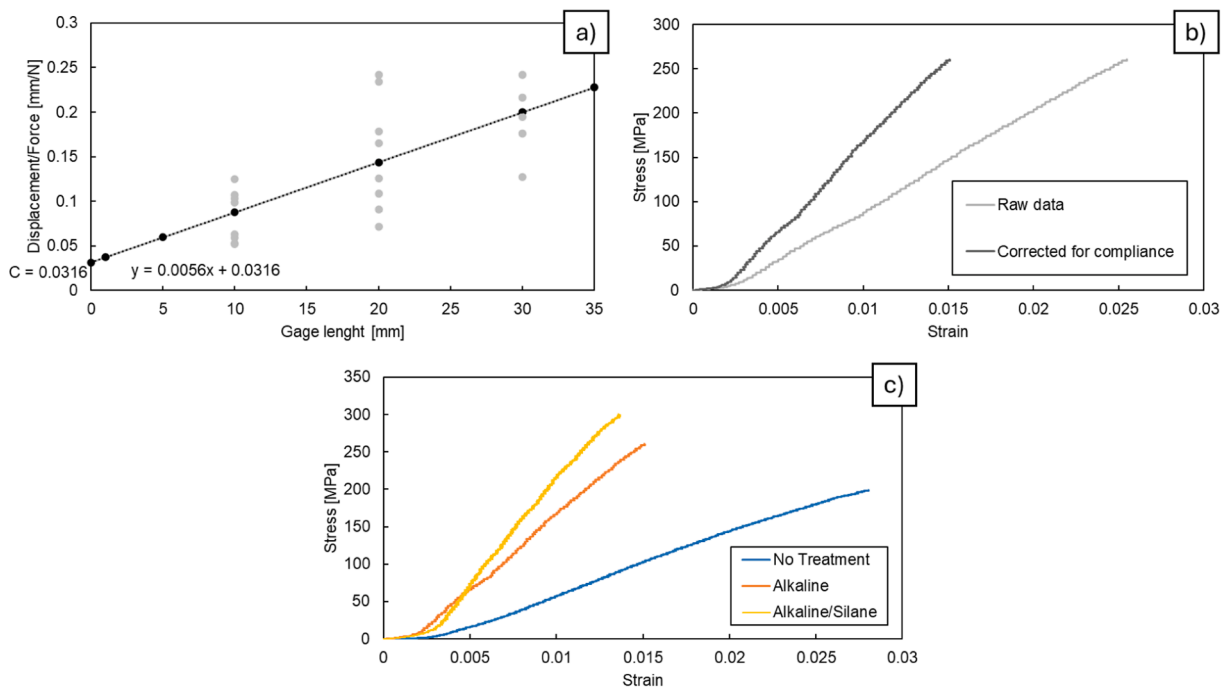 a)
0.3
0.25
0.2
0.15
0.1
0.05
0
Displacement/Force [mm/N]
C = 0.0316
y = 0.0056x + 0.0316
0 5 10 15 20 25 30 35
Gage lenght [mm]
b)
300
250
200
150
100
50
0
Stress [MPa]
Raw data
Corrected for compliance
0 0.005 0.01 0.015 0.02 0.025 0.03
Strain
c)
350
300
250
200
150
100
50
0
Stress [MPa]
No Treatment
Alkaline
Alkaline/Silane
0 0.005 0.01 0.015 0.02 0.025 0.03
Strain